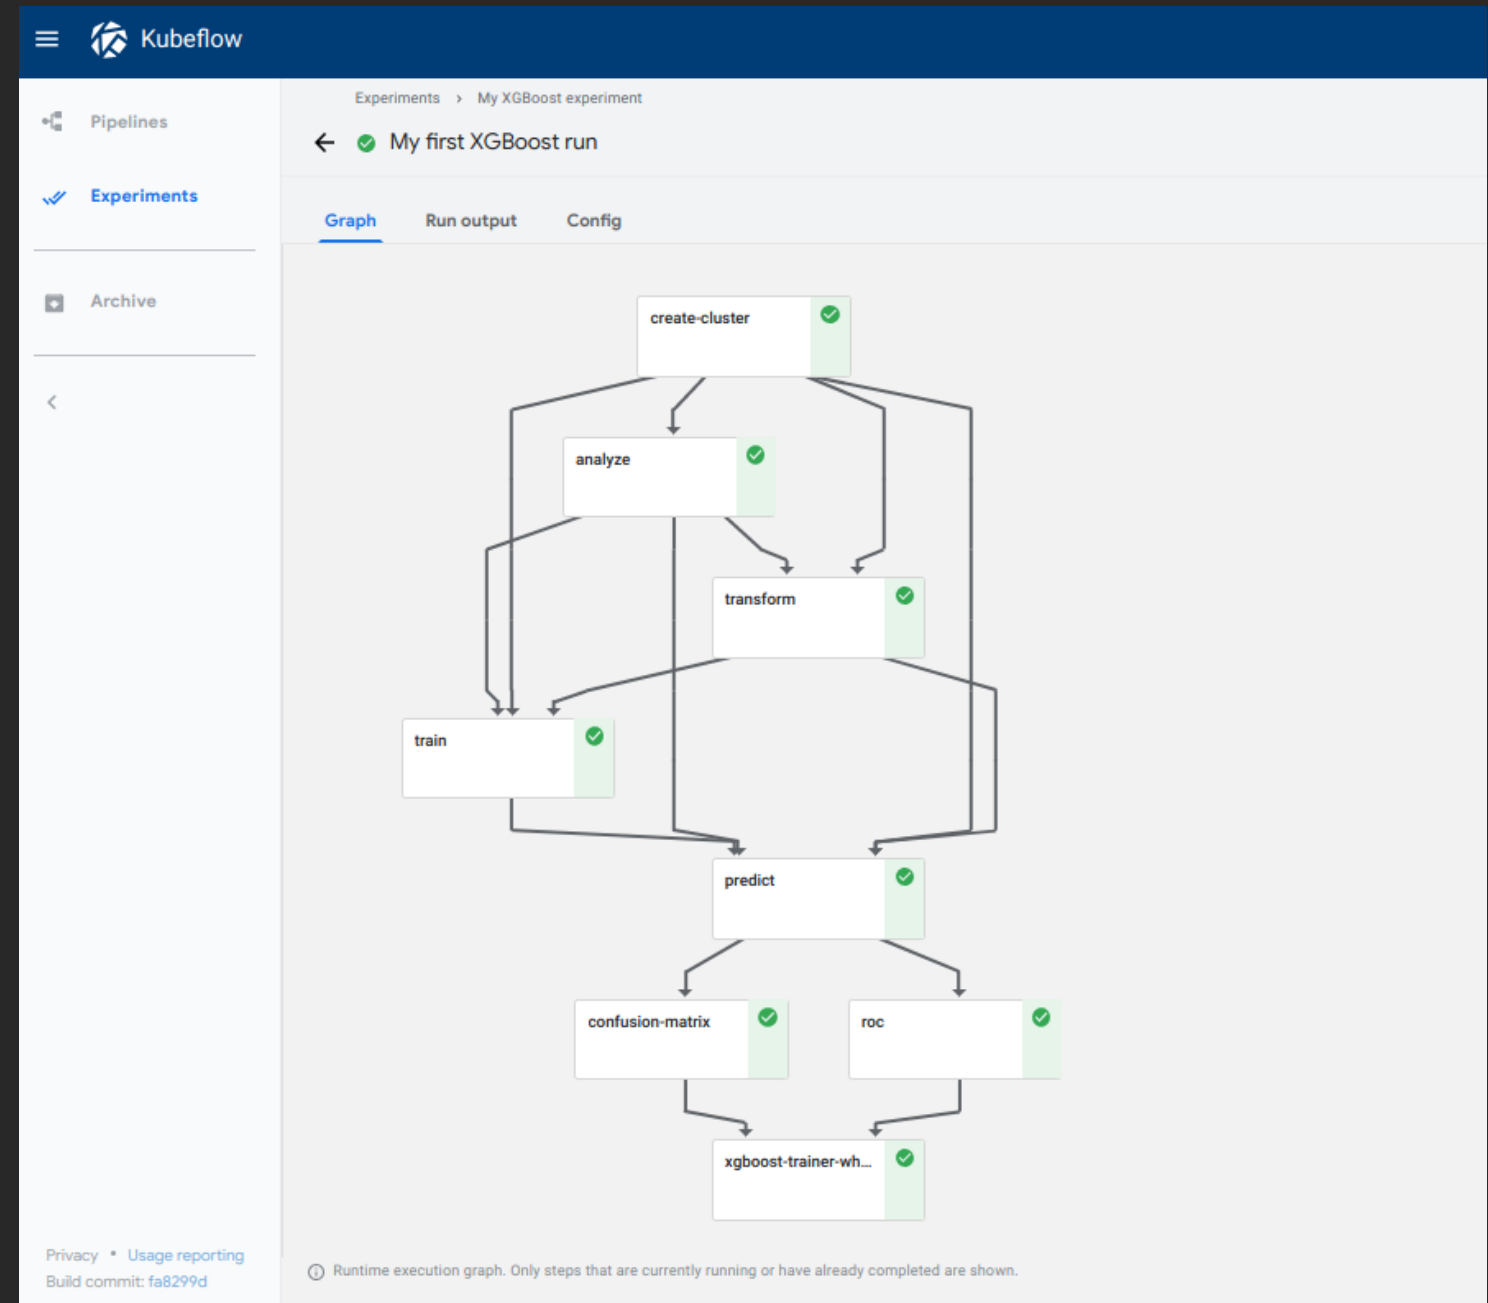 Kubeflow
Experiments > My XGBoost experiment
My first XGBoost run
Pipelines
Experiments
Archive
Graph Run output Config
create-cluster
analyze
transform
train
predict
confusion-matrix
roc
xgboost-trainer-wh...
Runtime execution graph. Only steps that are currently running or have already completed are shown.
Privacy • Usage reporting
Build commit: fa8299d